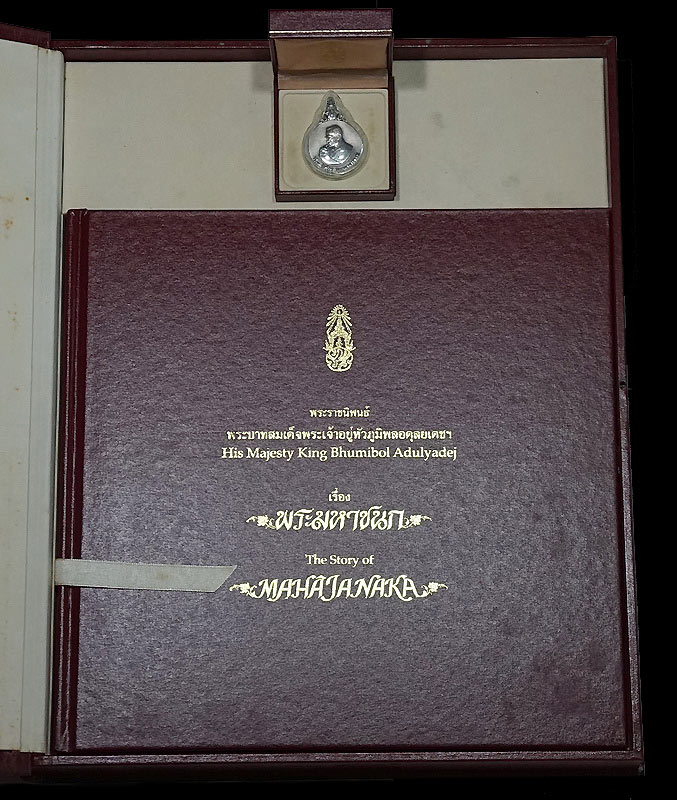 พระราชนิพนธ์
พระบาทสมเด็จพระเจ้าอยู่หัวภูมิพลอดุลยเดชฯ
His Majesty King Bhumibol Adulyadej
เรื่อง
พระมหาชนก
The Story of
MAHAJANAKA